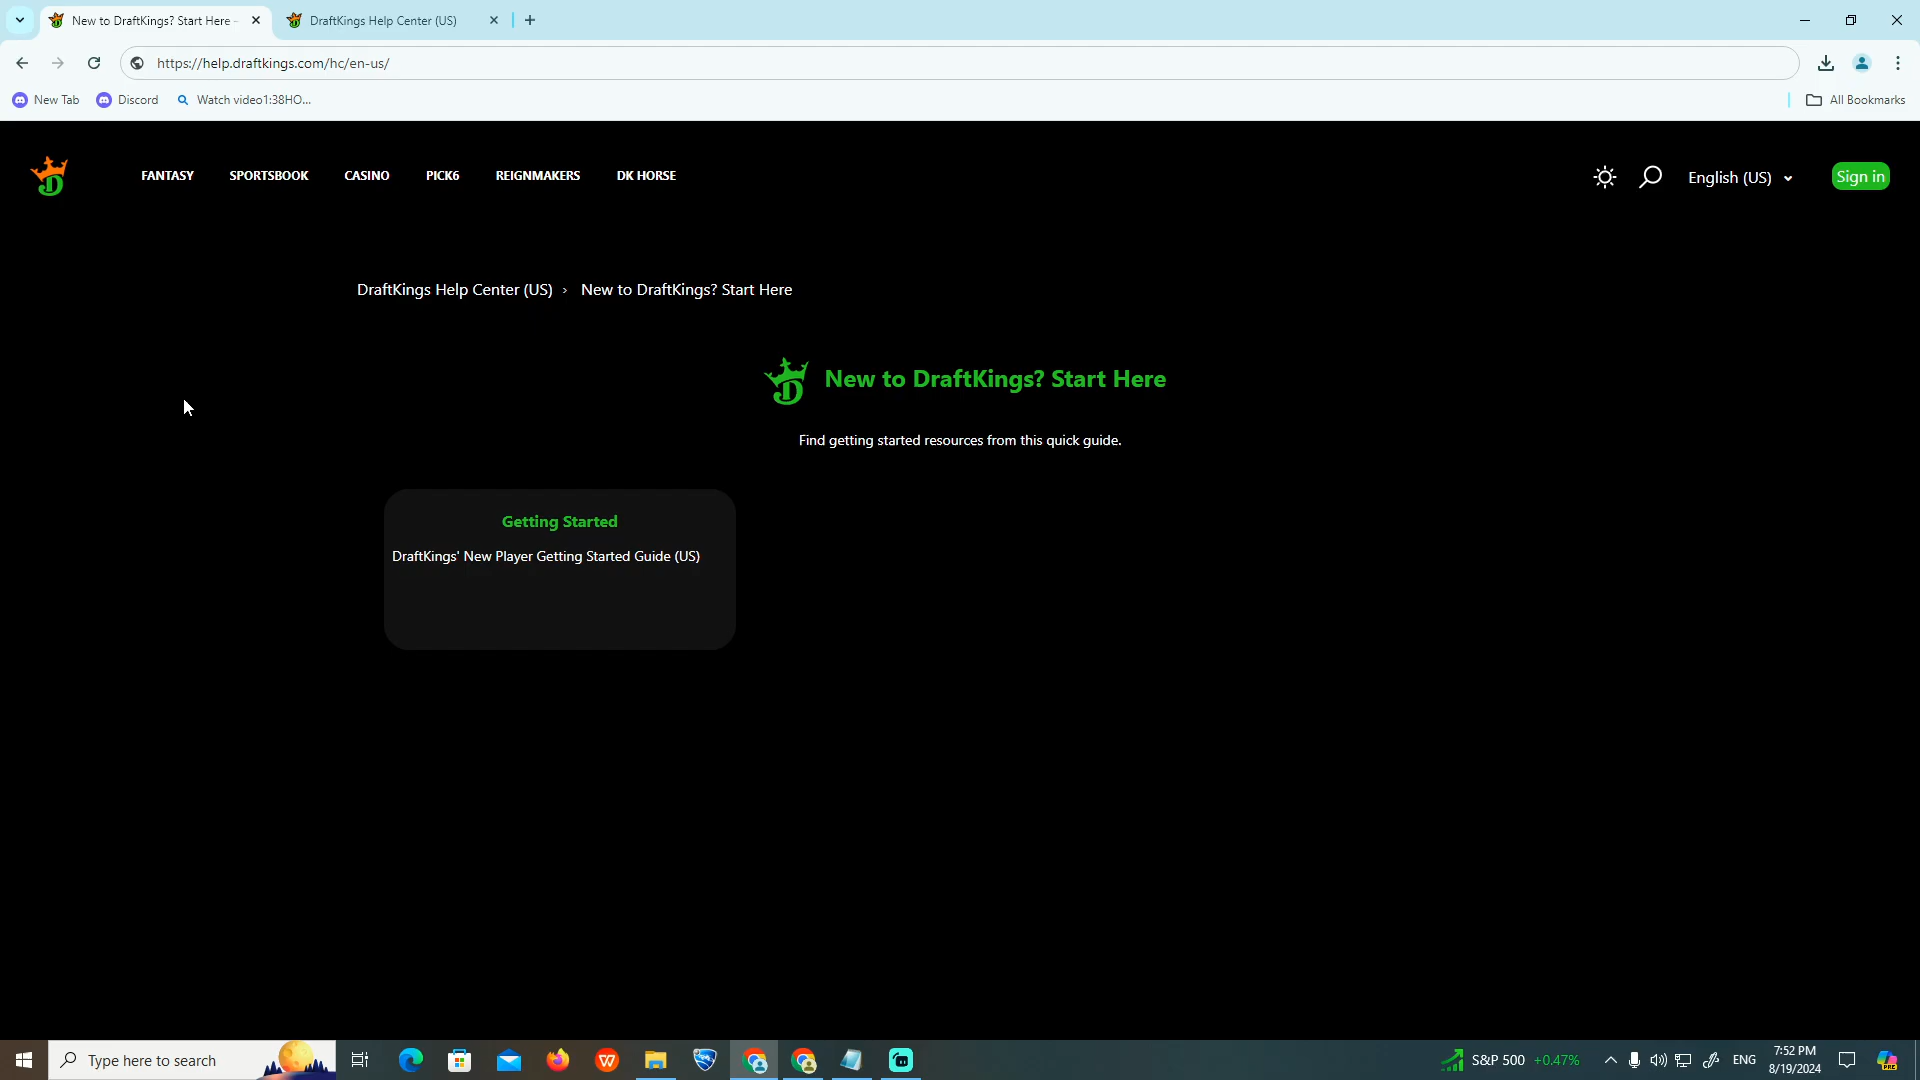 New to DraftKings? Start Here -
DraftKings Help Center (US)
https://help.draftkings.com/hc/en-us/
New Tab
Discord
Watch video1:38HO...
All Bookmarks
FANTASY
SPORTSBOOK
CASINO
PICK6
REIGNMAKERS
DK HORSE
English (US)
Sign in
DraftKings Help Center (US) › New to DraftKings? Start Here
New to DraftKings? Start Here
Find getting started resources from this quick guide.
Getting Started
DraftKings' New Player Getting Started Guide (US)
Type here to search
S&P 500 +0.47%
ENG
7:52 PM
8/19/2024